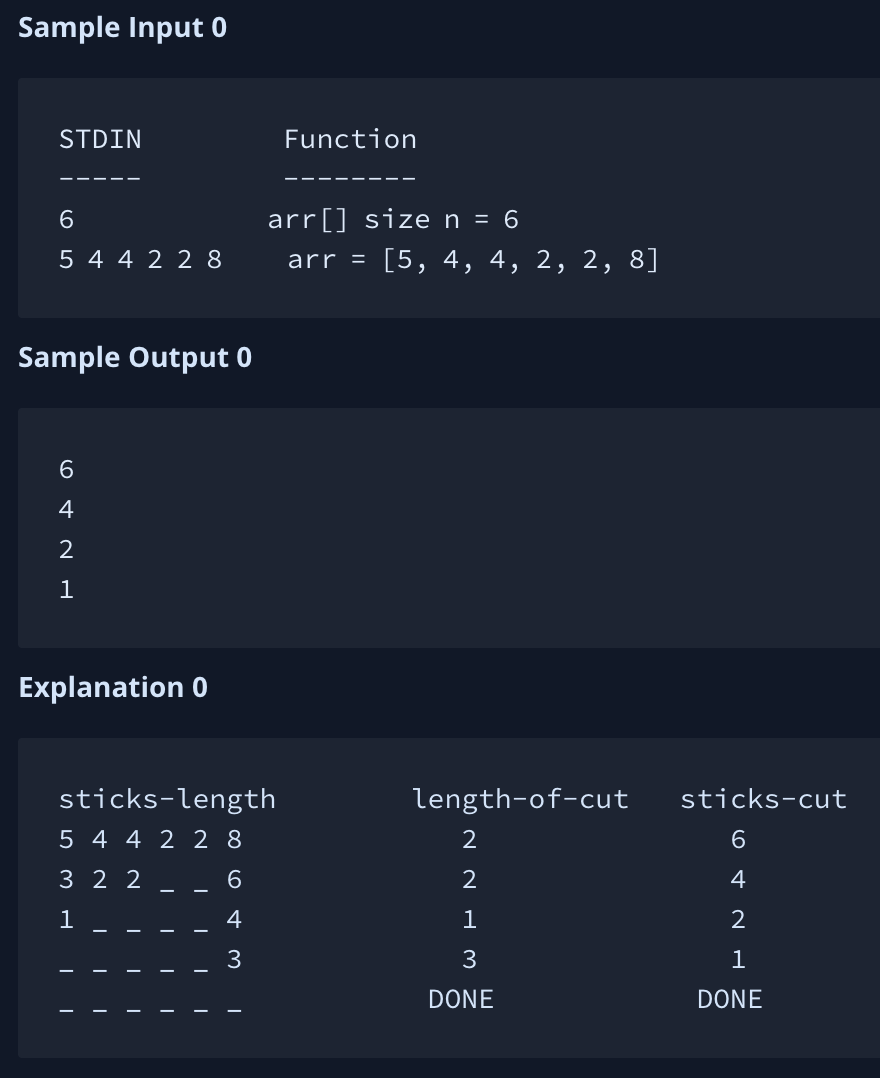 Sample Input 0
STDIN Function
----- --------
6 arr[] size n = 6
5 4 4 2 2 8 arr = [5, 4, 4, 2, 2, 8]
Sample Output 0
6
4
2
1
Explanation 0
sticks-length length-of-cut sticks-cut
5 4 4 2 2 8 2 6
3 2 2 _ _ 6 2 4
1 _ _ _ _ 4 1 2
_ _ _ _ _ 3 3 1
_ _ _ _ _ _ DONE DONE